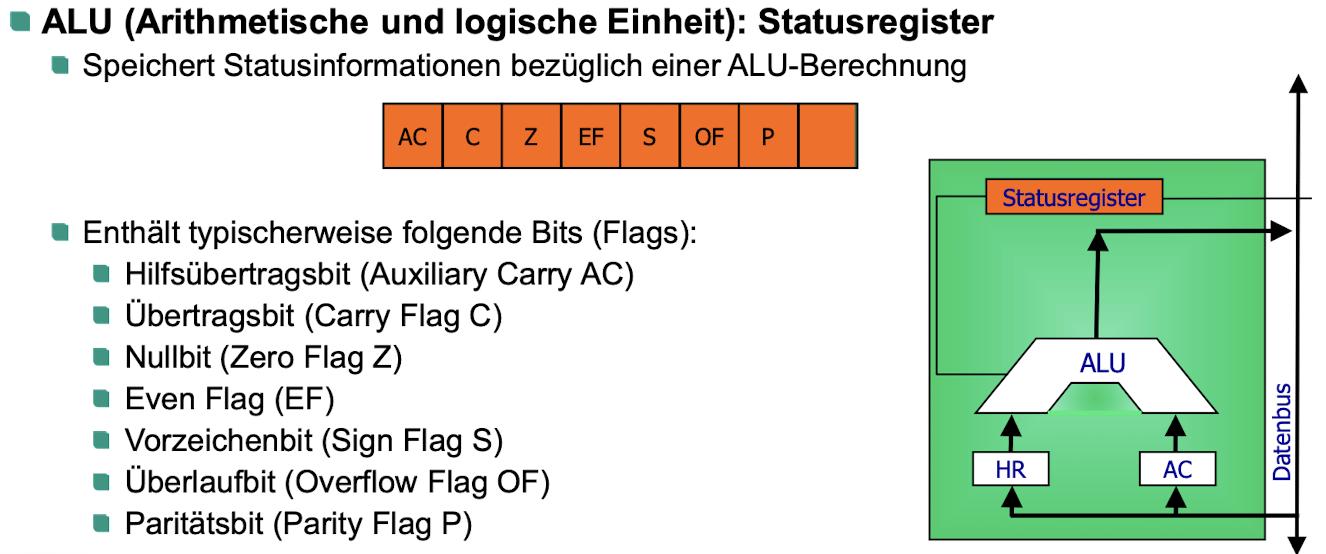 ALU (Arithmetische und logische Einheit): Statusregister
Speichert Statusinformationen bezüglich einer ALU-Berechnung
AC C Z EF S OF P
Enthält typischerweise folgende Bits (Flags):
Hilfsübertragsbit (Auxiliary Carry AC)
Übertragsbit (Carry Flag C)
Nullbit (Zero Flag Z)
Even Flag (EF)
Vorzeichenbit (Sign Flag S)
Überlaufbit (Overflow Flag OF)
Paritätsbit (Parity Flag P)
Statusregister
ALU
HR AC
Datenbus